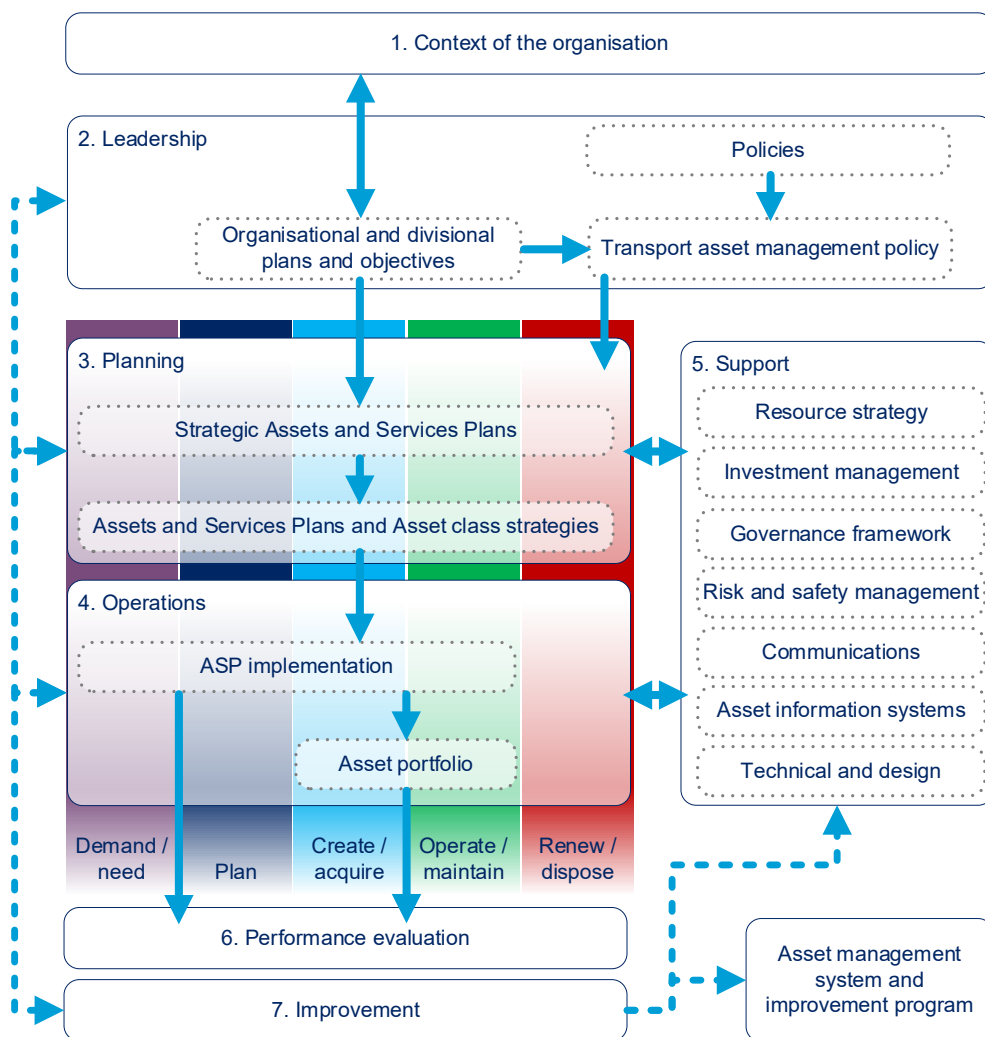 1. Context of the organisation
2. Leadership
Policies
Organisational and divisional
plans and objectives
Transport asset management policy
3. Planning
Strategic Assets and Services Plans
Assets and Services Plans and Asset class strategies
4. Operations
ASP implementation
Asset portfolio
Demand /
need
Plan
Create /
acquire
Operate /
maintain
Renew /
dispose
5. Support
Resource strategy
Investment management
Governance framework
Risk and safety management
Communications
Asset information systems
Technical and design
6. Performance evaluation
7. Improvement
Asset management
system and
improvement program